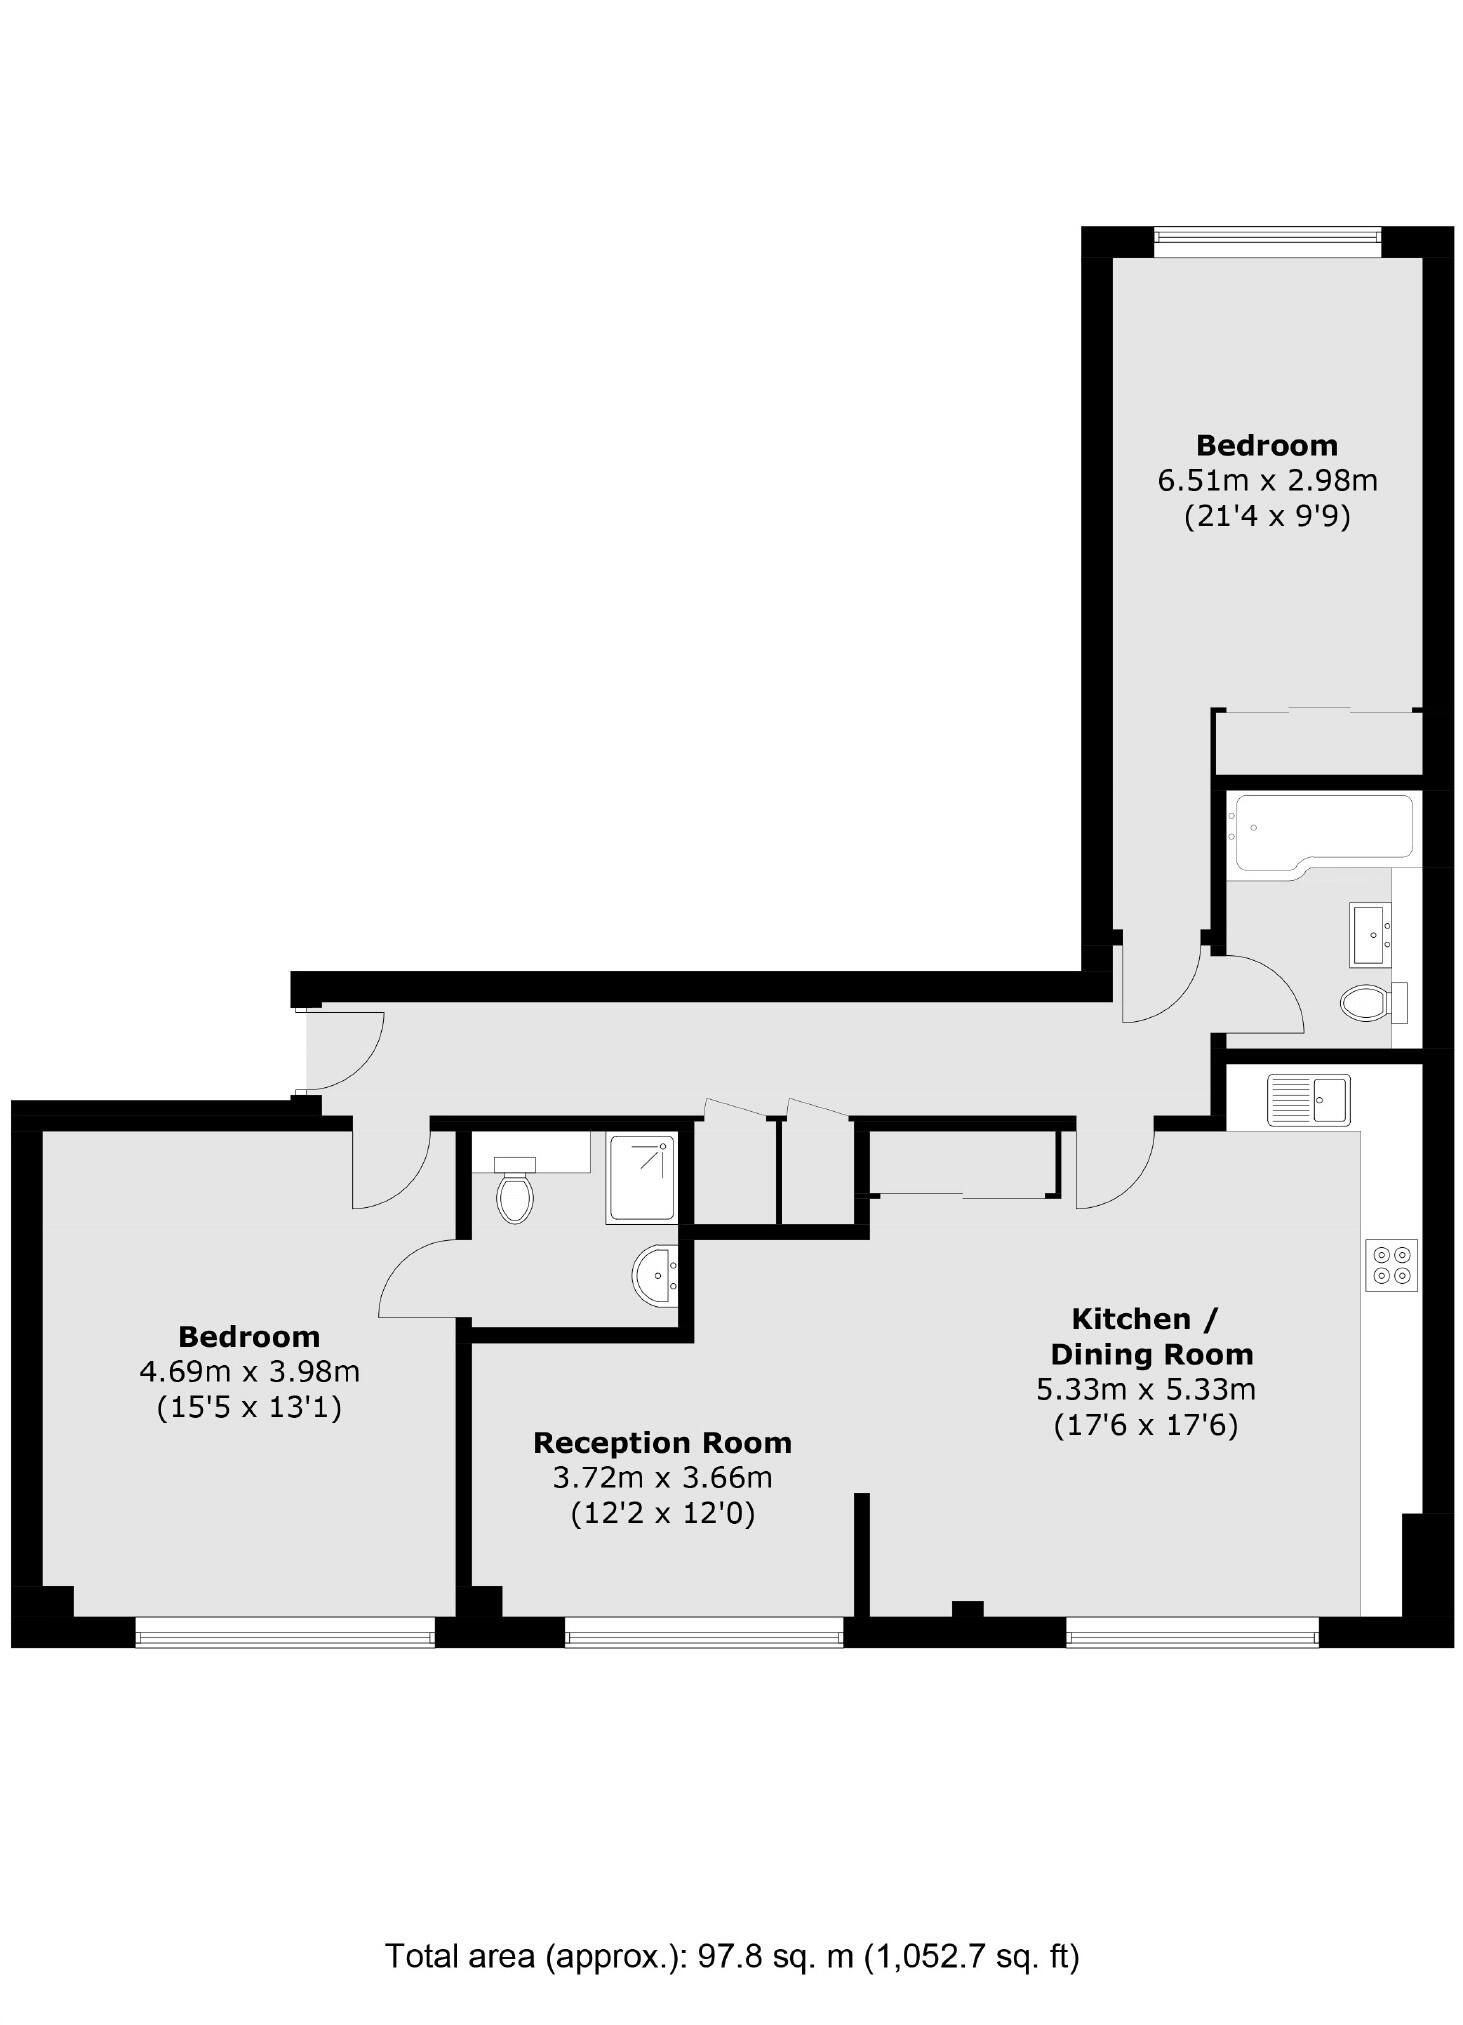 Bedroom
6.51m x 2.98m
(21'4 x 9'9)
Bedroom
4.69m x 3.98m
(15'5 x 13'1)
Reception Room
3.72m x 3.66m
(12'2 x 12'0)
Kitchen /
Dining Room
5.33m x 5.33m
(17'6 x 17'6)
Total area (approx.): 97.8 sq. m (1,052.7 sq. ft)